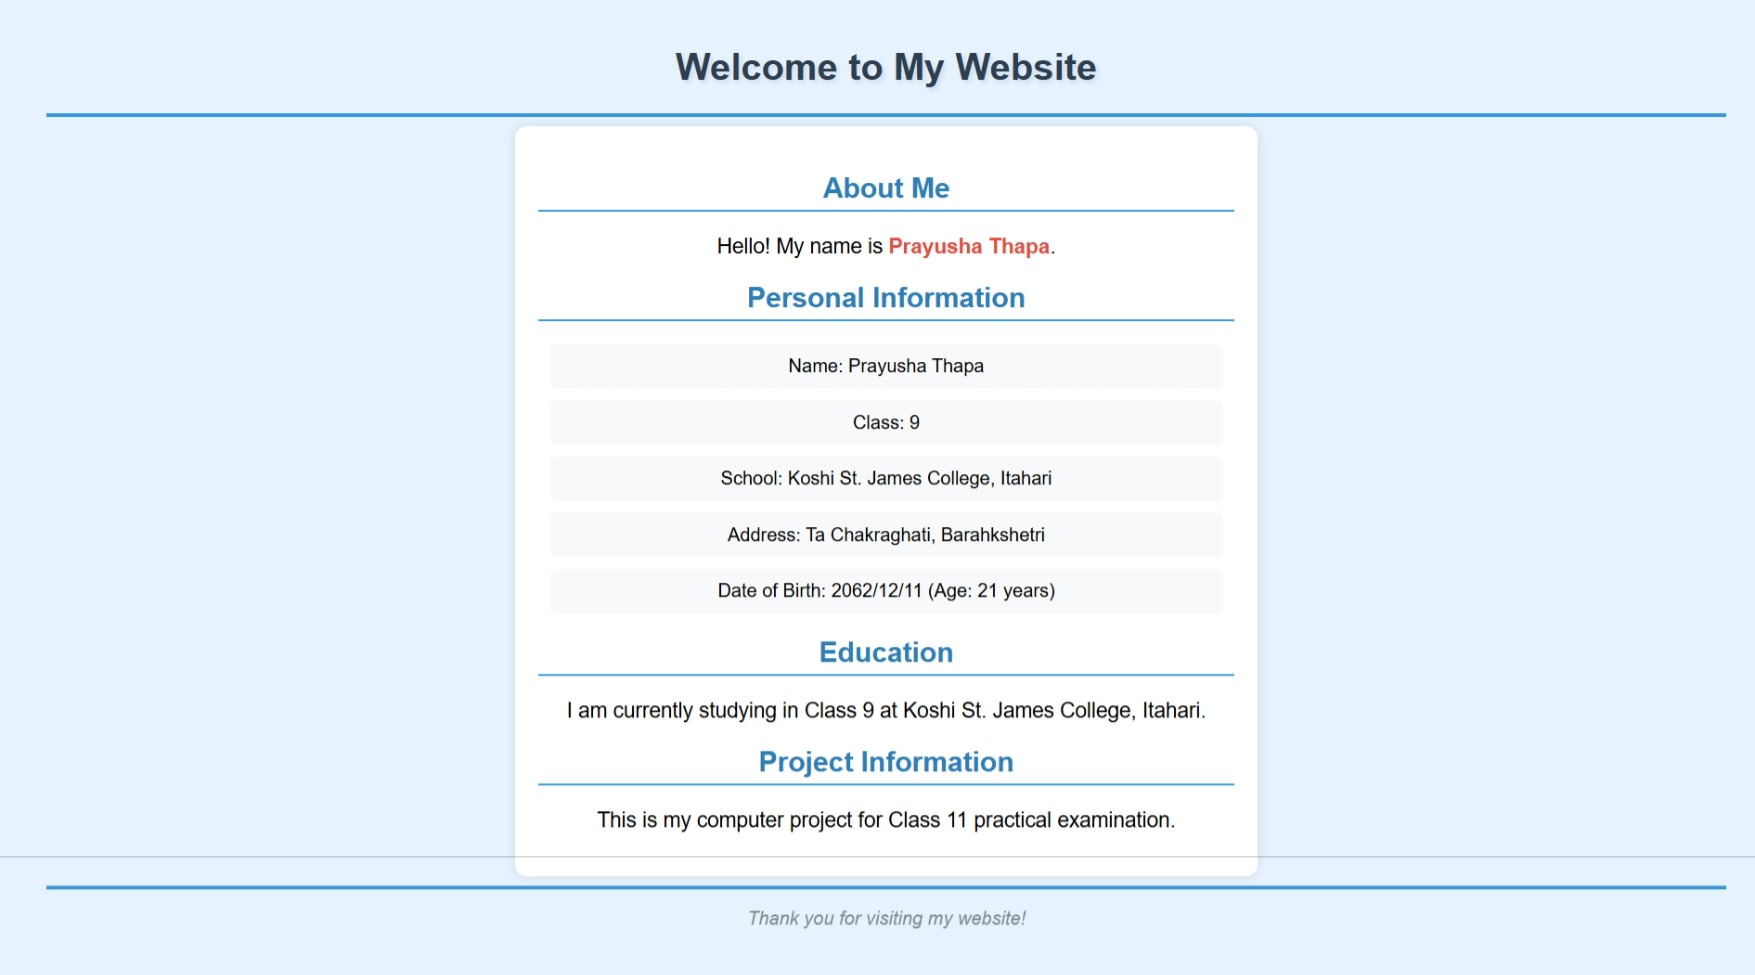 Welcome to My Website
About Me
Hello! My name is Prayusha Thapa.
Personal Information
Name: Prayusha Thapa
Class: 9
School: Koshi St. James College, Itahari
Address: Ta Chakraghati, Barahkshetri
Date of Birth: 2062/12/11 (Age: 21 years)
Education
I am currently studying in Class 9 at Koshi St. James College, Itahari.
Project Information
This is my computer project for Class 11 practical examination.
Thank you for visiting my website!